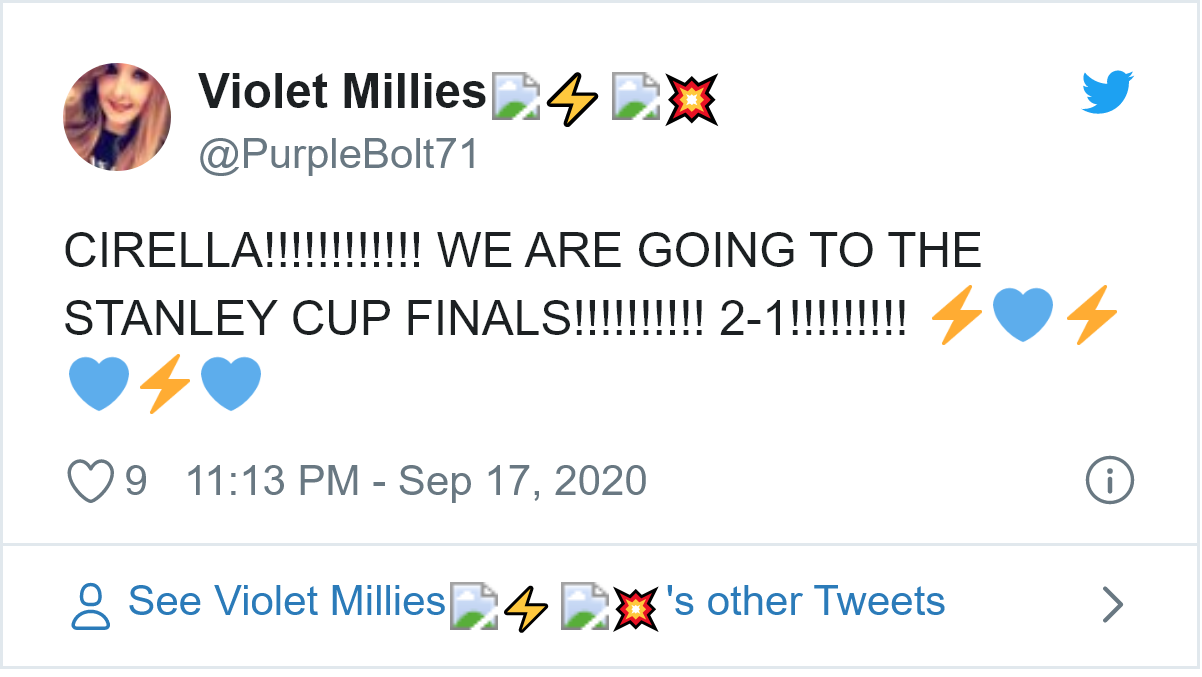 Violet Millies⚡💥
@PurpleBolt71
CIRELLA!!!!!!!!!!!! WE ARE GOING TO THE
STANLEY CUP FINALS!!!!!!!!!! 2-1!!!!!!!!! ⚡💙⚡
💙⚡💙
9 11:13 PM - Sep 17, 2020
See Violet Millies⚡💥's other Tweets